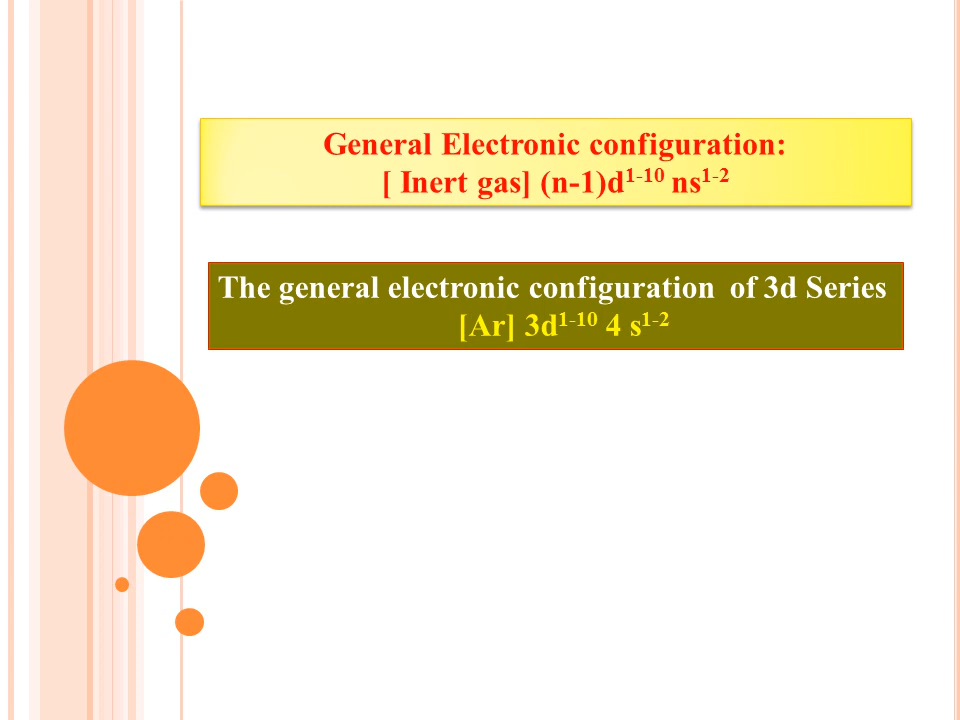 General Electronic configuration:
[ Inert gas] (n-1)d¹⁻¹⁰ ns¹⁻²
The general electronic configuration of 3d Series
[Ar] 3d¹⁻¹⁰ 4 s¹⁻²